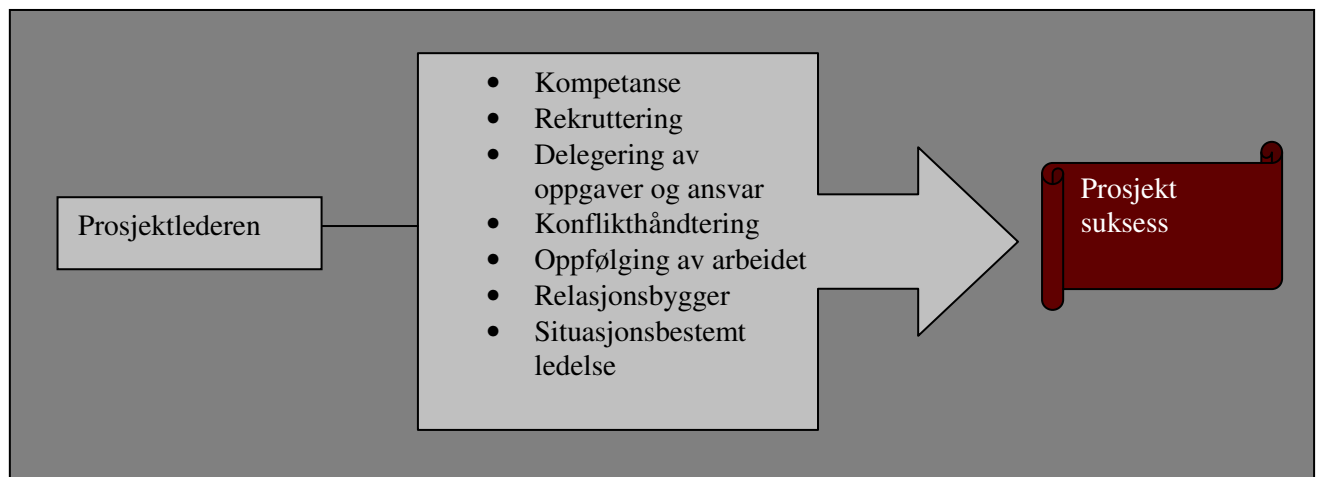 Prosjektlederen
• Kompetanse
• Rekruttering
• Delegering av
oppgaver og ansvar
• Konflikthåndtering
• Oppfølging av arbeidet
• Relasjonsbygger
• Situasjonsbestemt
ledelse
Prosjekt
suksess